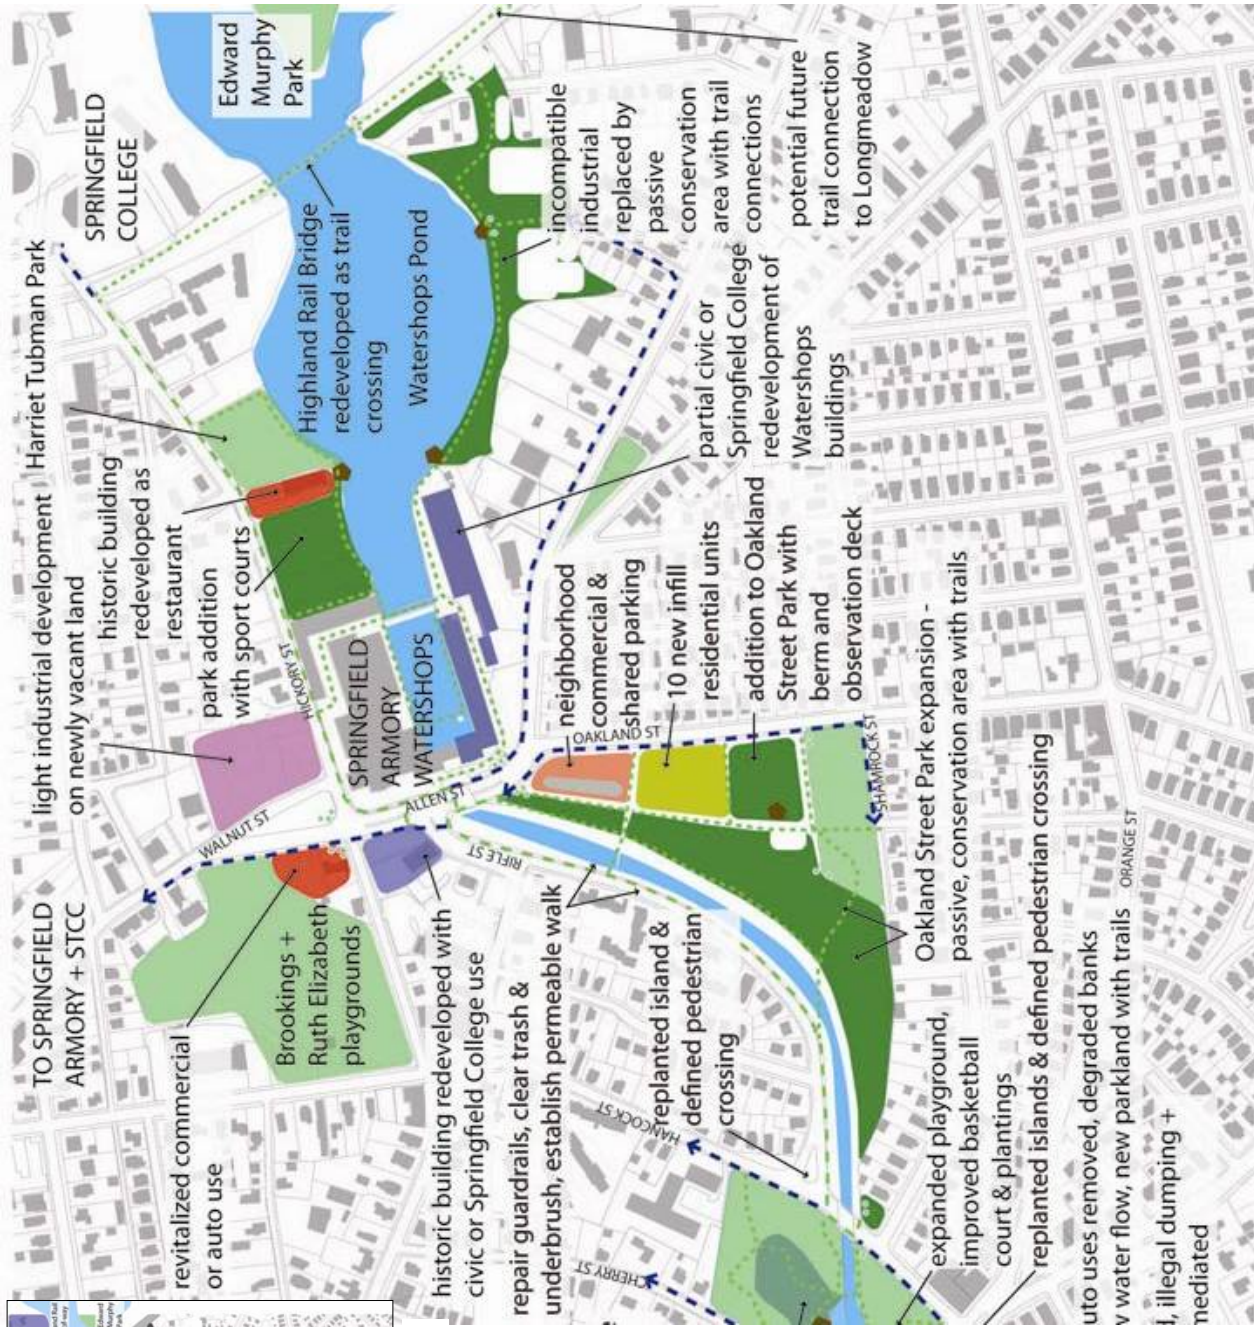 Edward
Murphy
Park
SPRINGFIELD
COLLEGE
Harriet Tubman Park
light industrial development
on newly vacant land
historic building
redeveloped as
restaurant
park addition
with sport courts
Highland Rail Bridge
redeveloped as trail
crossing
Watershops Pond
incompatible
industrial
replaced by
passive
conservation
area with trail
connections
potential future
trail connection
to Longmeadow
partial civic or
Springfield College
redevelopment of
Watershops
buildings
HICKORY ST
SPRINGFIELD
ARMORY
WATERSHOPS
neighborhood
commercial &
shared parking
10 new infill
residential units
addition to Oakland
Street Park with
berm and
observation deck
OAKLAND ST
ALLEN ST
WALNUT ST
RIFLE ST
SHAMROCK ST
ORANGE ST
TO SPRINGFIELD
ARMORY + STCC
Brookings +
Ruth Elizabeth
playgrounds
revitalized commercial
or auto use
historic building redeveloped with
civic or Springfield College use
repair guardrails, clear trash &
underbrush, establish permeable walk
replanted island &
defined pedestrian
crossing
HANCOCK ST
CHERRY ST
Oakland Street Park expansion -
passive, conservation area with trails
expanded playground,
improved basketball
court & plantings
replanted islands & defined pedestrian crossing
uto uses removed, degraded banks
v water flow, new parkland with trails
d, illegal dumping +
mediated
Edward
Murphy
Park